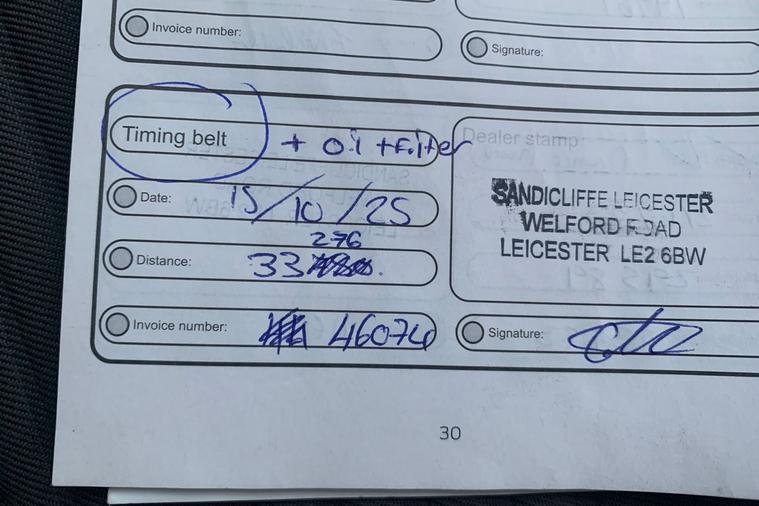 Invoice number:
Signature:
Timing belt + oil + filter
Dealer stamp:
Date: 15/10/25
SANDICLIFFE LEICESTER
WELFORD ROAD
LEICESTER LE2 6BW
276
Distance: 33
Invoice number: 46074
Signature:
30